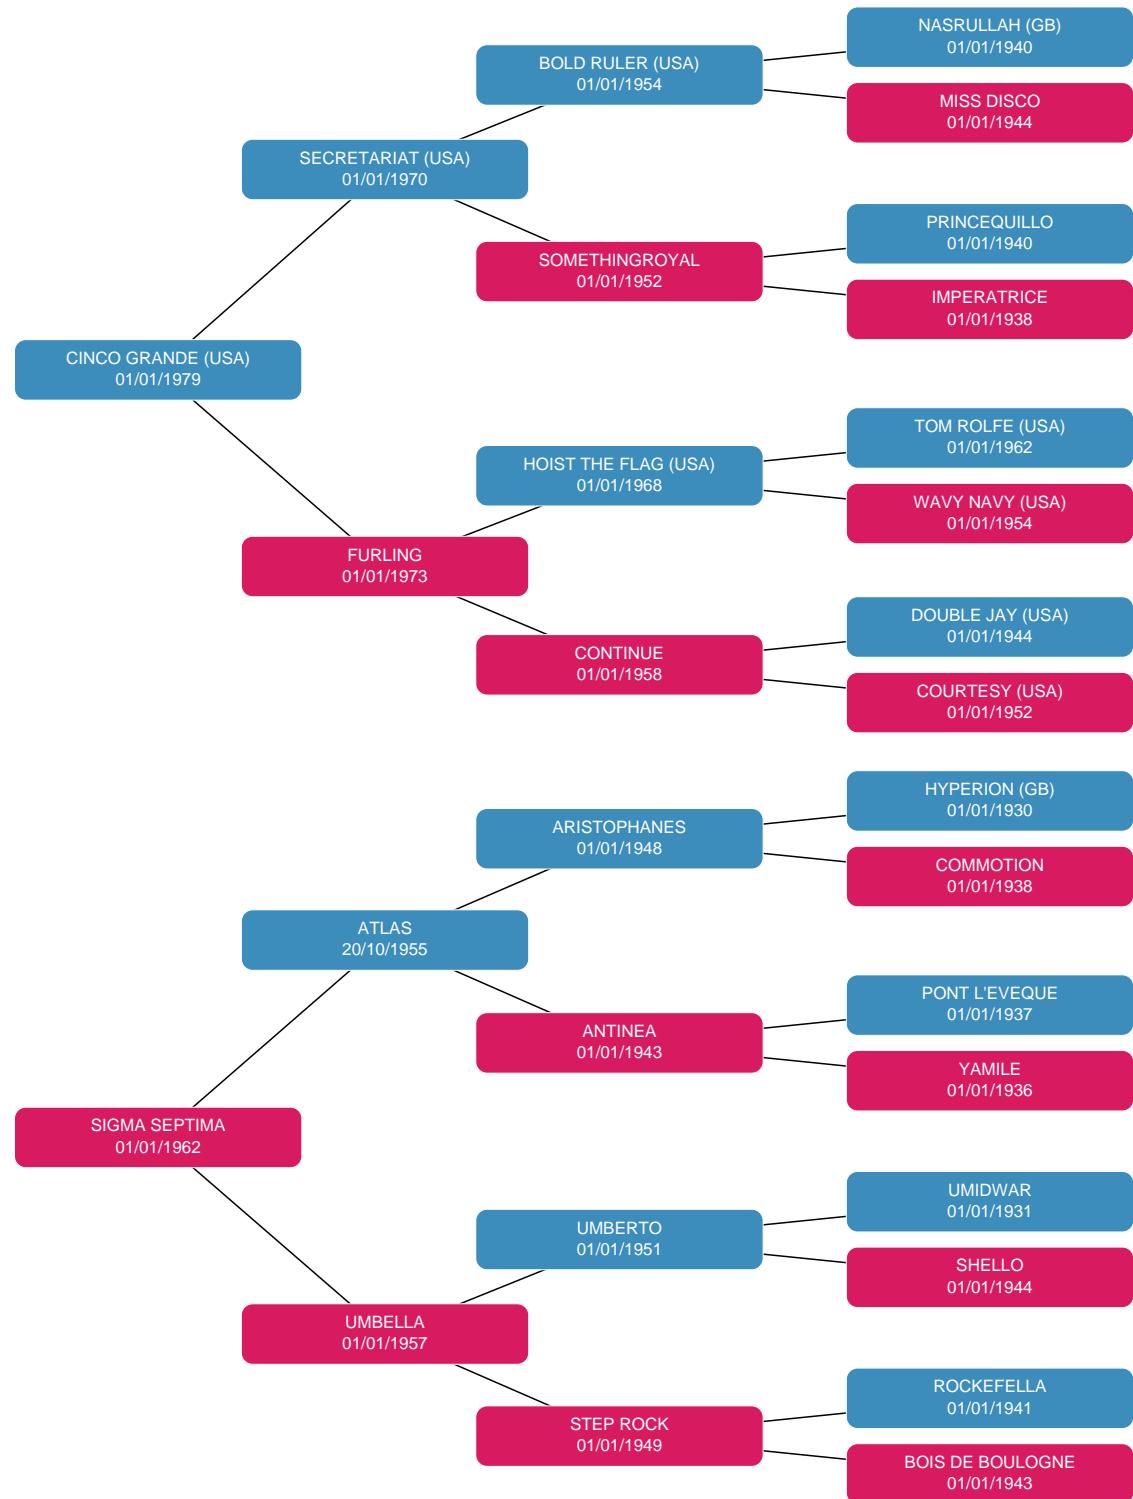 NASRULLAH (GB)
01/01/1940
BOLD RULER (USA)
01/01/1954
MISS DISCO
01/01/1944
SECRETARIAT (USA)
01/01/1970
PRINCEQUILLO
01/01/1940
SOMETHINGROYAL
01/01/1952
IMPERATRICE
01/01/1938
CINCO GRANDE (USA)
01/01/1979
TOM ROLFE (USA)
01/01/1962
HOIST THE FLAG (USA)
01/01/1968
WAVY NAVY (USA)
01/01/1954
FURLING
01/01/1973
DOUBLE JAY (USA)
01/01/1944
CONTINUE
01/01/1958
COURTESY (USA)
01/01/1952
HYPERION (GB)
01/01/1930
ARISTOPHANES
01/01/1948
COMMOTION
01/01/1938
ATLAS
20/10/1955
PONT L'EVEQUE
01/01/1937
ANTINEA
01/01/1943
YAMILE
01/01/1936
SIGMA SEPTIMA
01/01/1962
UMIDWAR
01/01/1931
UMBERTO
01/01/1951
SHELLO
01/01/1944
UMBELLA
01/01/1957
ROCKEFELLA
01/01/1941
STEP ROCK
01/01/1949
BOIS DE BOULOGNE
01/01/1943